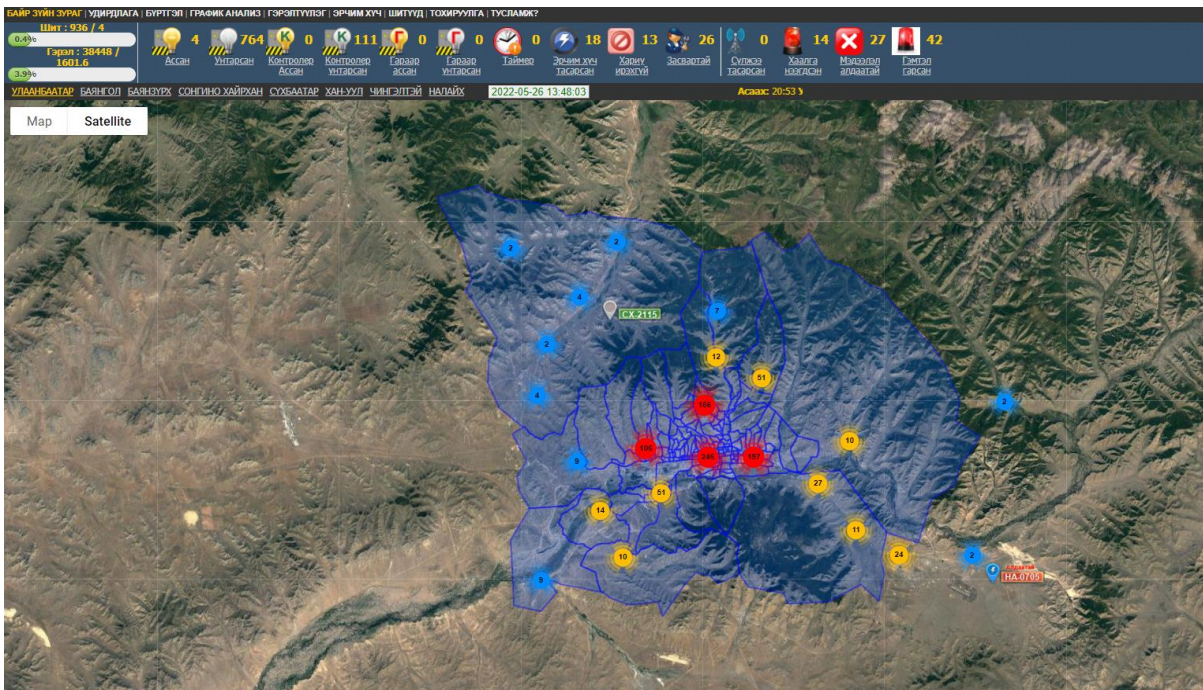 БАЙР ЗҮЙН ЗУРАГ | УДИРДЛАГА | БҮРТГЭЛ | ГРАФИК АНАЛИЗ | ГЭРЭЛТҮҮЛЭГ | ЭРЧИМ ХҮЧ | ШИТҮҮД | ТОХИРУУЛГА | ТУСЛАМЖ?
Шит : 936 / 4
0.4%
Гэрэл : 38448 /
1601.6
3.9%
4
Ассан
764
Унтарсан
К 0
Контролер
Ассан
К 111
Контролер
унтарсан
Г 0
Гараар
ассан
Г 0
Гараар
унтарсан
0
Таймер
18
Эрчим хүч
тасарсан
13
Хариу
ирэхгүй
26
Засвартай
0
Сүлжээ
тасарсан
14
Хаалга
нээгдсэн
27
Мэдээлэл
алдаатай
42
Гэмтэл
гарсан
УЛААНБААТАР БАЯНГОЛ БАЯНЗҮРХ СОНГИНО ХАЙРХАН СҮХБААТАР ХАН-УУЛ ЧИНГЭЛТЭЙ НАЛАЙХ 2022-05-26 13:48:03 Асаах: 20:53
Map Satellite
2
2
4
СХ-2115
7
2
12
51
4
2
166
10
246
197
9
27
51
14
11
10
24
2
Алдаатай
НА-0705
9